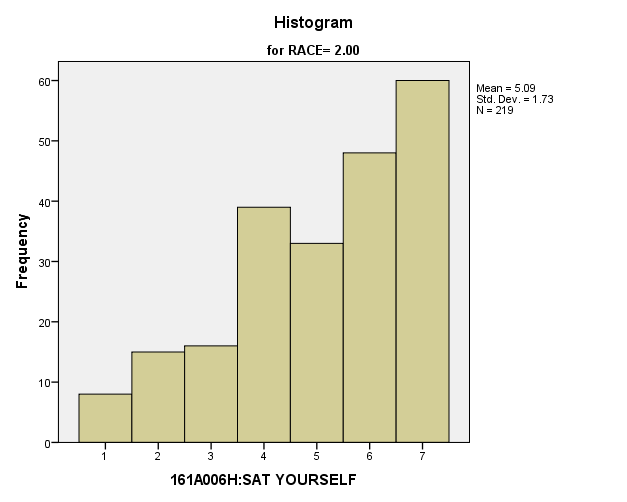 Histogram
for RACE= 2.00
Mean = 5.09
Std. Dev. = 1.73
N = 219
60
50
40
30
20
10
0
Frequency
1 2 3 4 5 6 7
161A006H:SAT YOURSELF